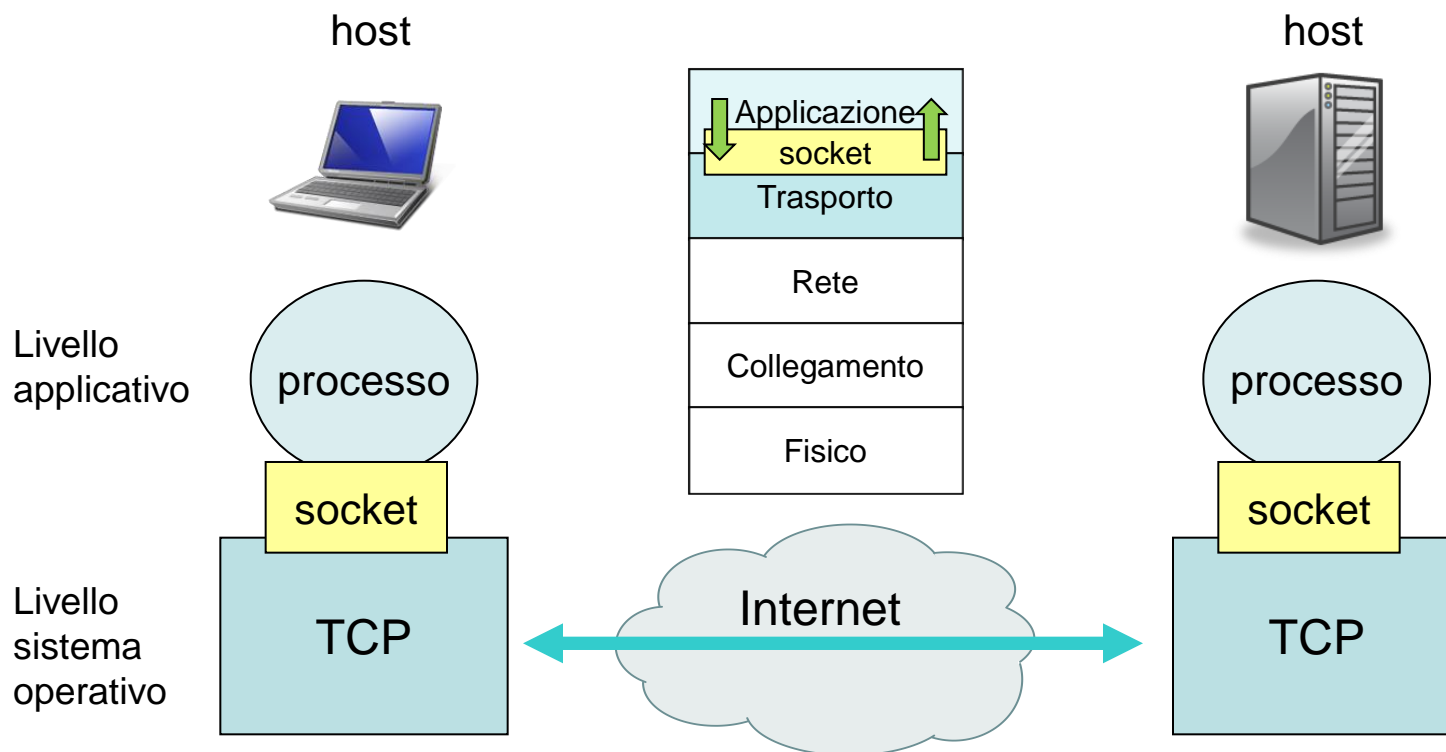 host
host
Applicazione
socket
Trasporto
Rete
Collegamento
Fisico
Livello
applicativo
processo
processo
socket
socket
Livello
sistema
operativo
TCP
Internet
TCP